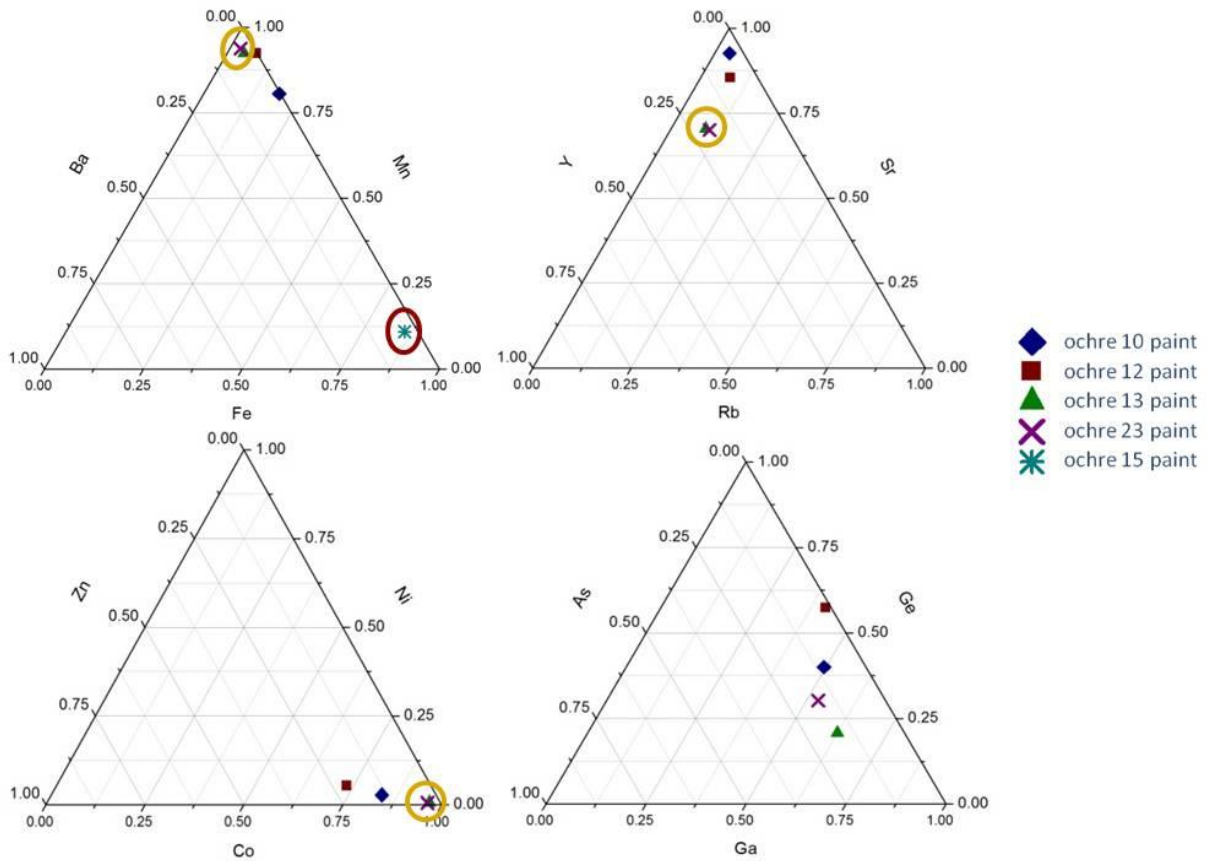 0.00 1.00
0.25 0.75
Ba Mn
0.50 0.50
0.75 0.25
1.00 0.00
0.00 0.25 0.50 0.75 1.00
Fe
0.00 1.00
0.25 0.75
Y Sr
0.50 0.50
0.75 0.25
1.00 0.00
0.00 0.25 0.50 0.75 1.00
Rb
ochre 10 paint
ochre 12 paint
ochre 13 paint
ochre 23 paint
ochre 15 paint
0.00 1.00
0.25 0.75
Zn Ni
0.50 0.50
0.75 0.25
1.00 0.00
0.00 0.25 0.50 0.75 1.00
Co
0.00 1.00
0.25 0.75
As Ge
0.50 0.50
0.75 0.25
1.00 0.00
0.00 0.25 0.50 0.75 1.00
Ga